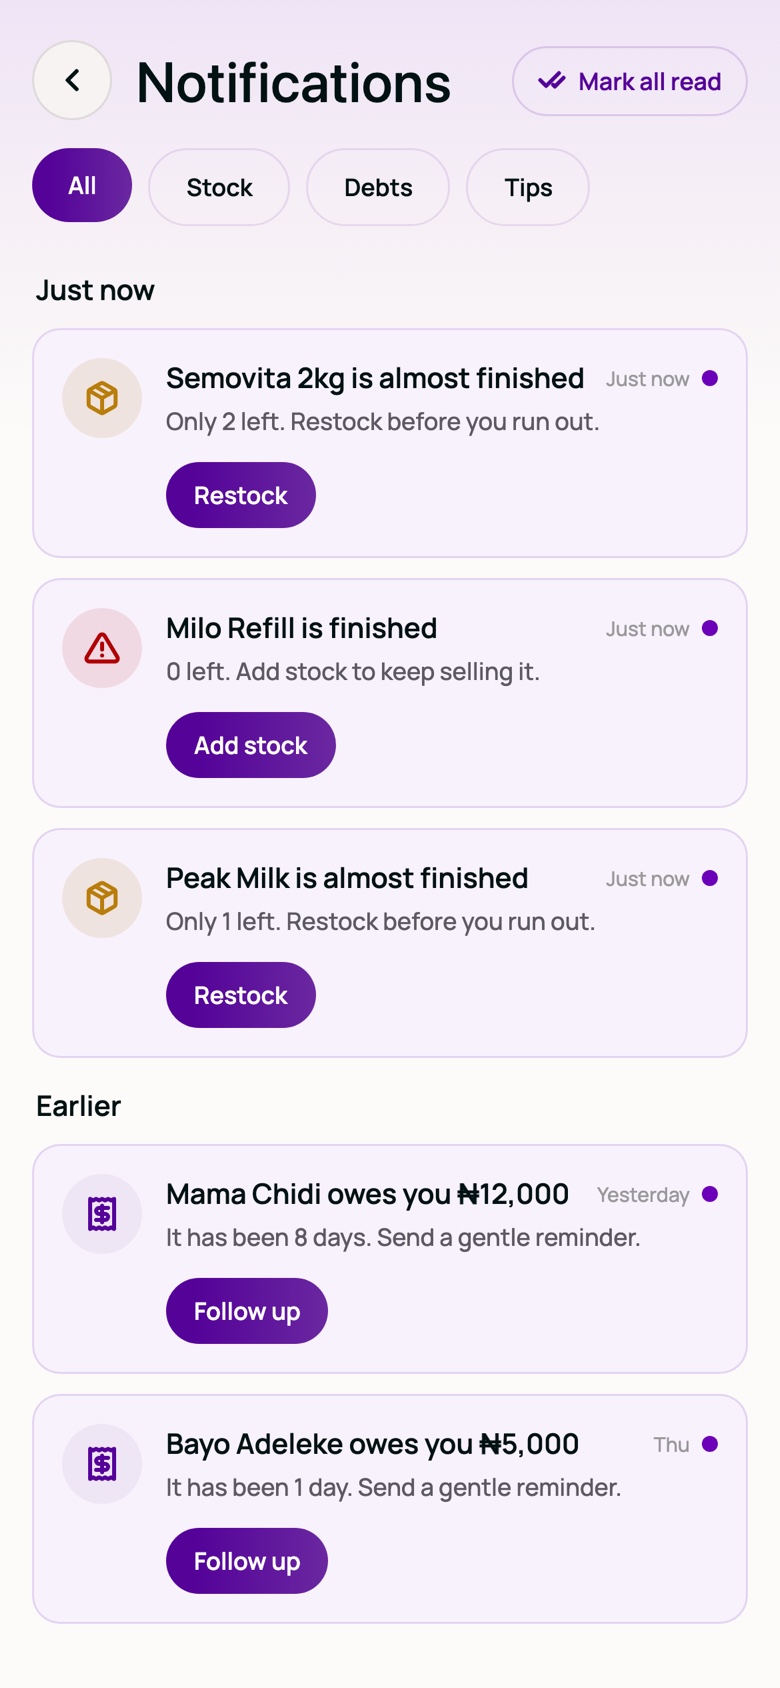 Notifications
Mark all read
All
Stock
Debts
Tips
Just now
Semovita 2kg is almost finished
Just now
Only 2 left. Restock before you run out.
Restock
Milo Refill is finished
Just now
0 left. Add stock to keep selling it.
Add stock
Peak Milk is almost finished
Just now
Only 1 left. Restock before you run out.
Restock
Earlier
Mama Chidi owes you ₦12,000
Yesterday
It has been 8 days. Send a gentle reminder.
Follow up
Bayo Adeleke owes you ₦5,000
Thu
It has been 1 day. Send a gentle reminder.
Follow up